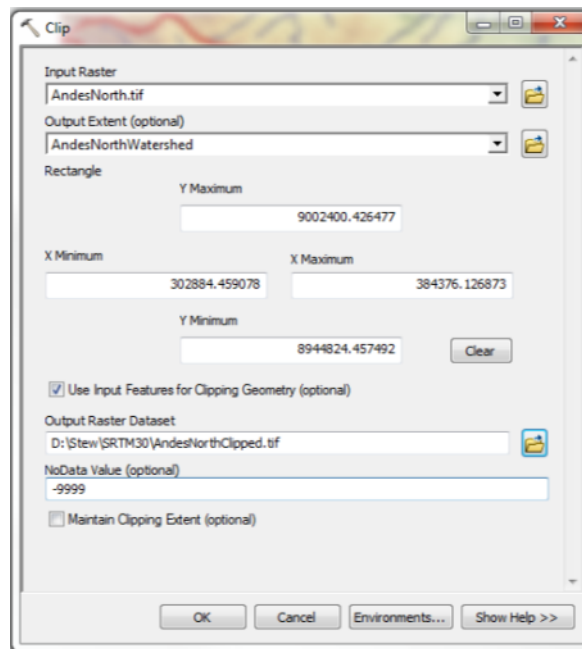 Clip
Input Raster
AndesNorth.tif
Output Extent (optional)
AndesNorthWatershed
Rectangle
Y Maximum
9002400.426477
X Minimum X Maximum
302884.459078 384376.126873
Y Minimum
8944824.457492 Clear
Use Input Features for Clipping Geometry (optional)
Output Raster Dataset
D:\Stew\SRTM30\AndesNorthClipped.tif
NoData Value (optional)
-9999
Maintain Clipping Extent (optional)
OK Cancel Environments... Show Help >>